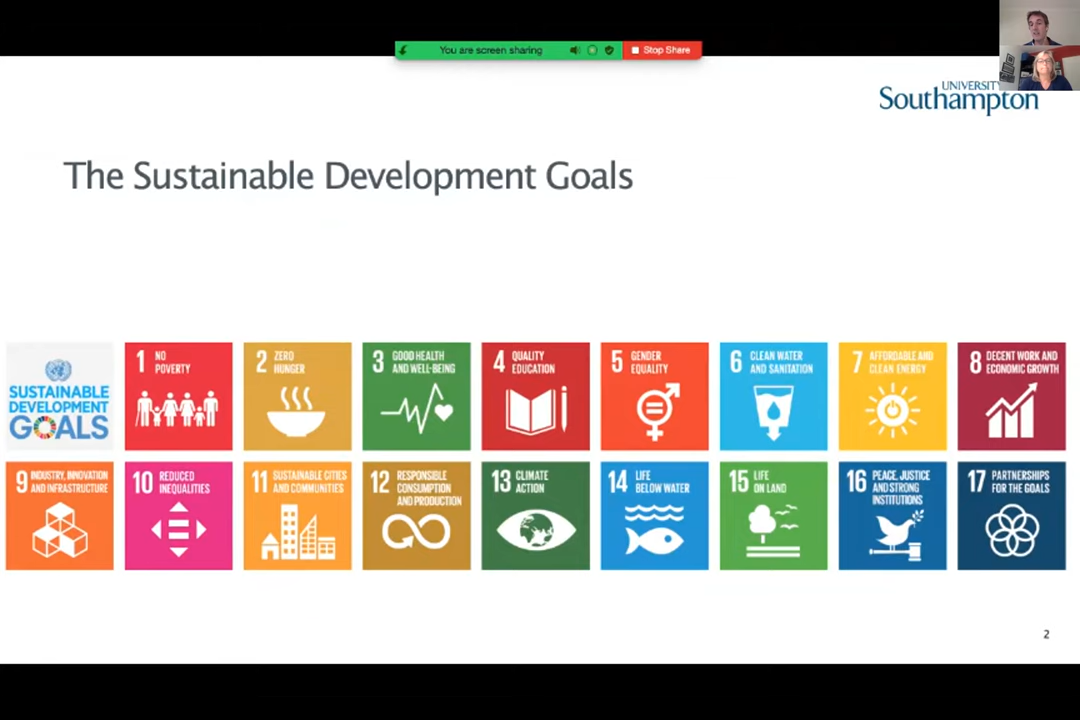 You are screen sharing
Stop Share
UNIVERSITY
Southampton
The Sustainable Development Goals
SUSTAINABLE
DEVELOPMENT
GOALS
1 NO
POVERTY
2 ZERO
HUNGER
3 GOOD HEALTH
AND WELL-BEING
4 QUALITY
EDUCATION
5 GENDER
EQUALITY
6 CLEAN WATER
AND SANITATION
7 AFFORDABLE AND
CLEAN ENERGY
8 DECENT WORK AND
ECONOMIC GROWTH
9 INDUSTRY, INNOVATION
AND INFRASTRUCTURE
10 REDUCED
INEQUALITIES
11 SUSTAINABLE CITIES
AND COMMUNITIES
12 RESPONSIBLE
CONSUMPTION
AND PRODUCTION
13 CLIMATE
ACTION
14 LIFE
BELOW WATER
15 LIFE
ON LAND
16 PEACE, JUSTICE
AND STRONG
INSTITUTIONS
17 PARTNERSHIPS
FOR THE GOALS
2